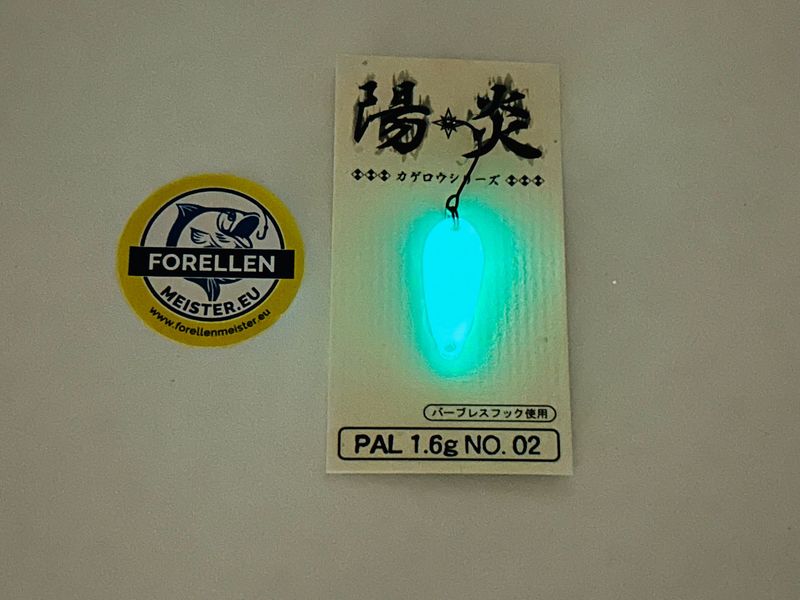 FORELLEN
MEISTER.EU
www.forellenmeister.eu
陽炎
カゲロウシリーズ
バーブレスフック使用
PAL 1.6g NO. 02